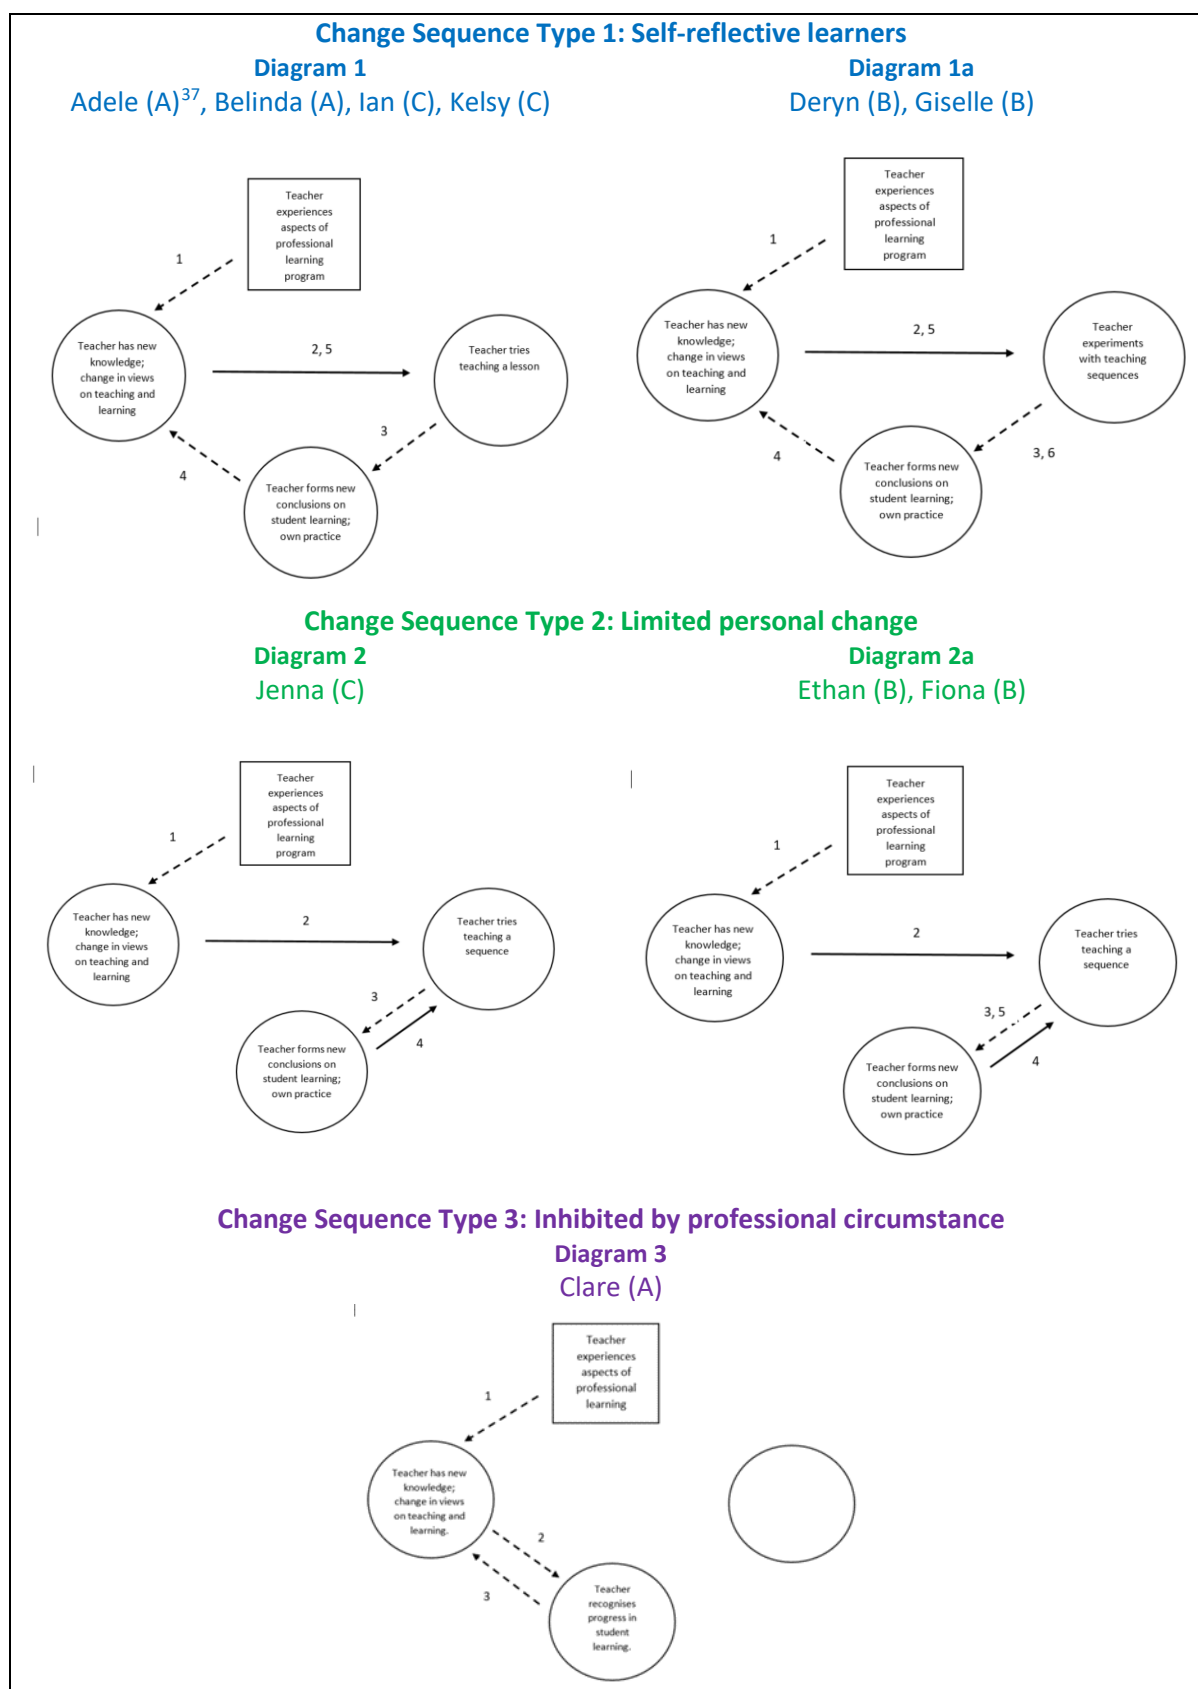 Change Sequence Type 1: Self-reflective learners
Diagram 1
Adele (A)37, Belinda (A), Ian (C), Kelsy (C)
Diagram 1a
Deryn (B), Giselle (B)
Teacher
experiences
aspects of
professional
learning
program
1
Teacher has new
knowledge;
change in views
on teaching and
learning
2, 5
Teacher tries
teaching a lesson
3
4
Teacher forms new
conclusions on
student learning;
own practice
Teacher
experiences
aspects of
professional
learning
program
1
Teacher has new
knowledge;
change in views
on teaching and
learning
2, 5
Teacher
experiments
with teaching
sequences
3, 6
4
Teacher forms new
conclusions on
student learning;
own practice
Change Sequence Type 2: Limited personal change
Diagram 2
Jenna (C)
Diagram 2a
Ethan (B), Fiona (B)
Teacher
experiences
aspects of
professional
learning
program
1
Teacher has new
knowledge;
change in views
on teaching and
learning
2
Teacher tries
teaching a
sequence
3
4
Teacher forms new
conclusions on
student learning;
own practice
Teacher
experiences
aspects of
professional
learning
program
1
Teacher has new
knowledge;
change in views
on teaching and
learning
2
Teacher tries
teaching a
sequence
3, 5
4
Teacher forms new
conclusions on
student learning;
own practice
Change Sequence Type 3: Inhibited by professional circumstance
Diagram 3
Clare (A)
Teacher
experiences
aspects of
professional
learning
1
Teacher has new
knowledge;
change in views
on teaching and
learning.
2
3
Teacher
recognises
progress in
student
learning.